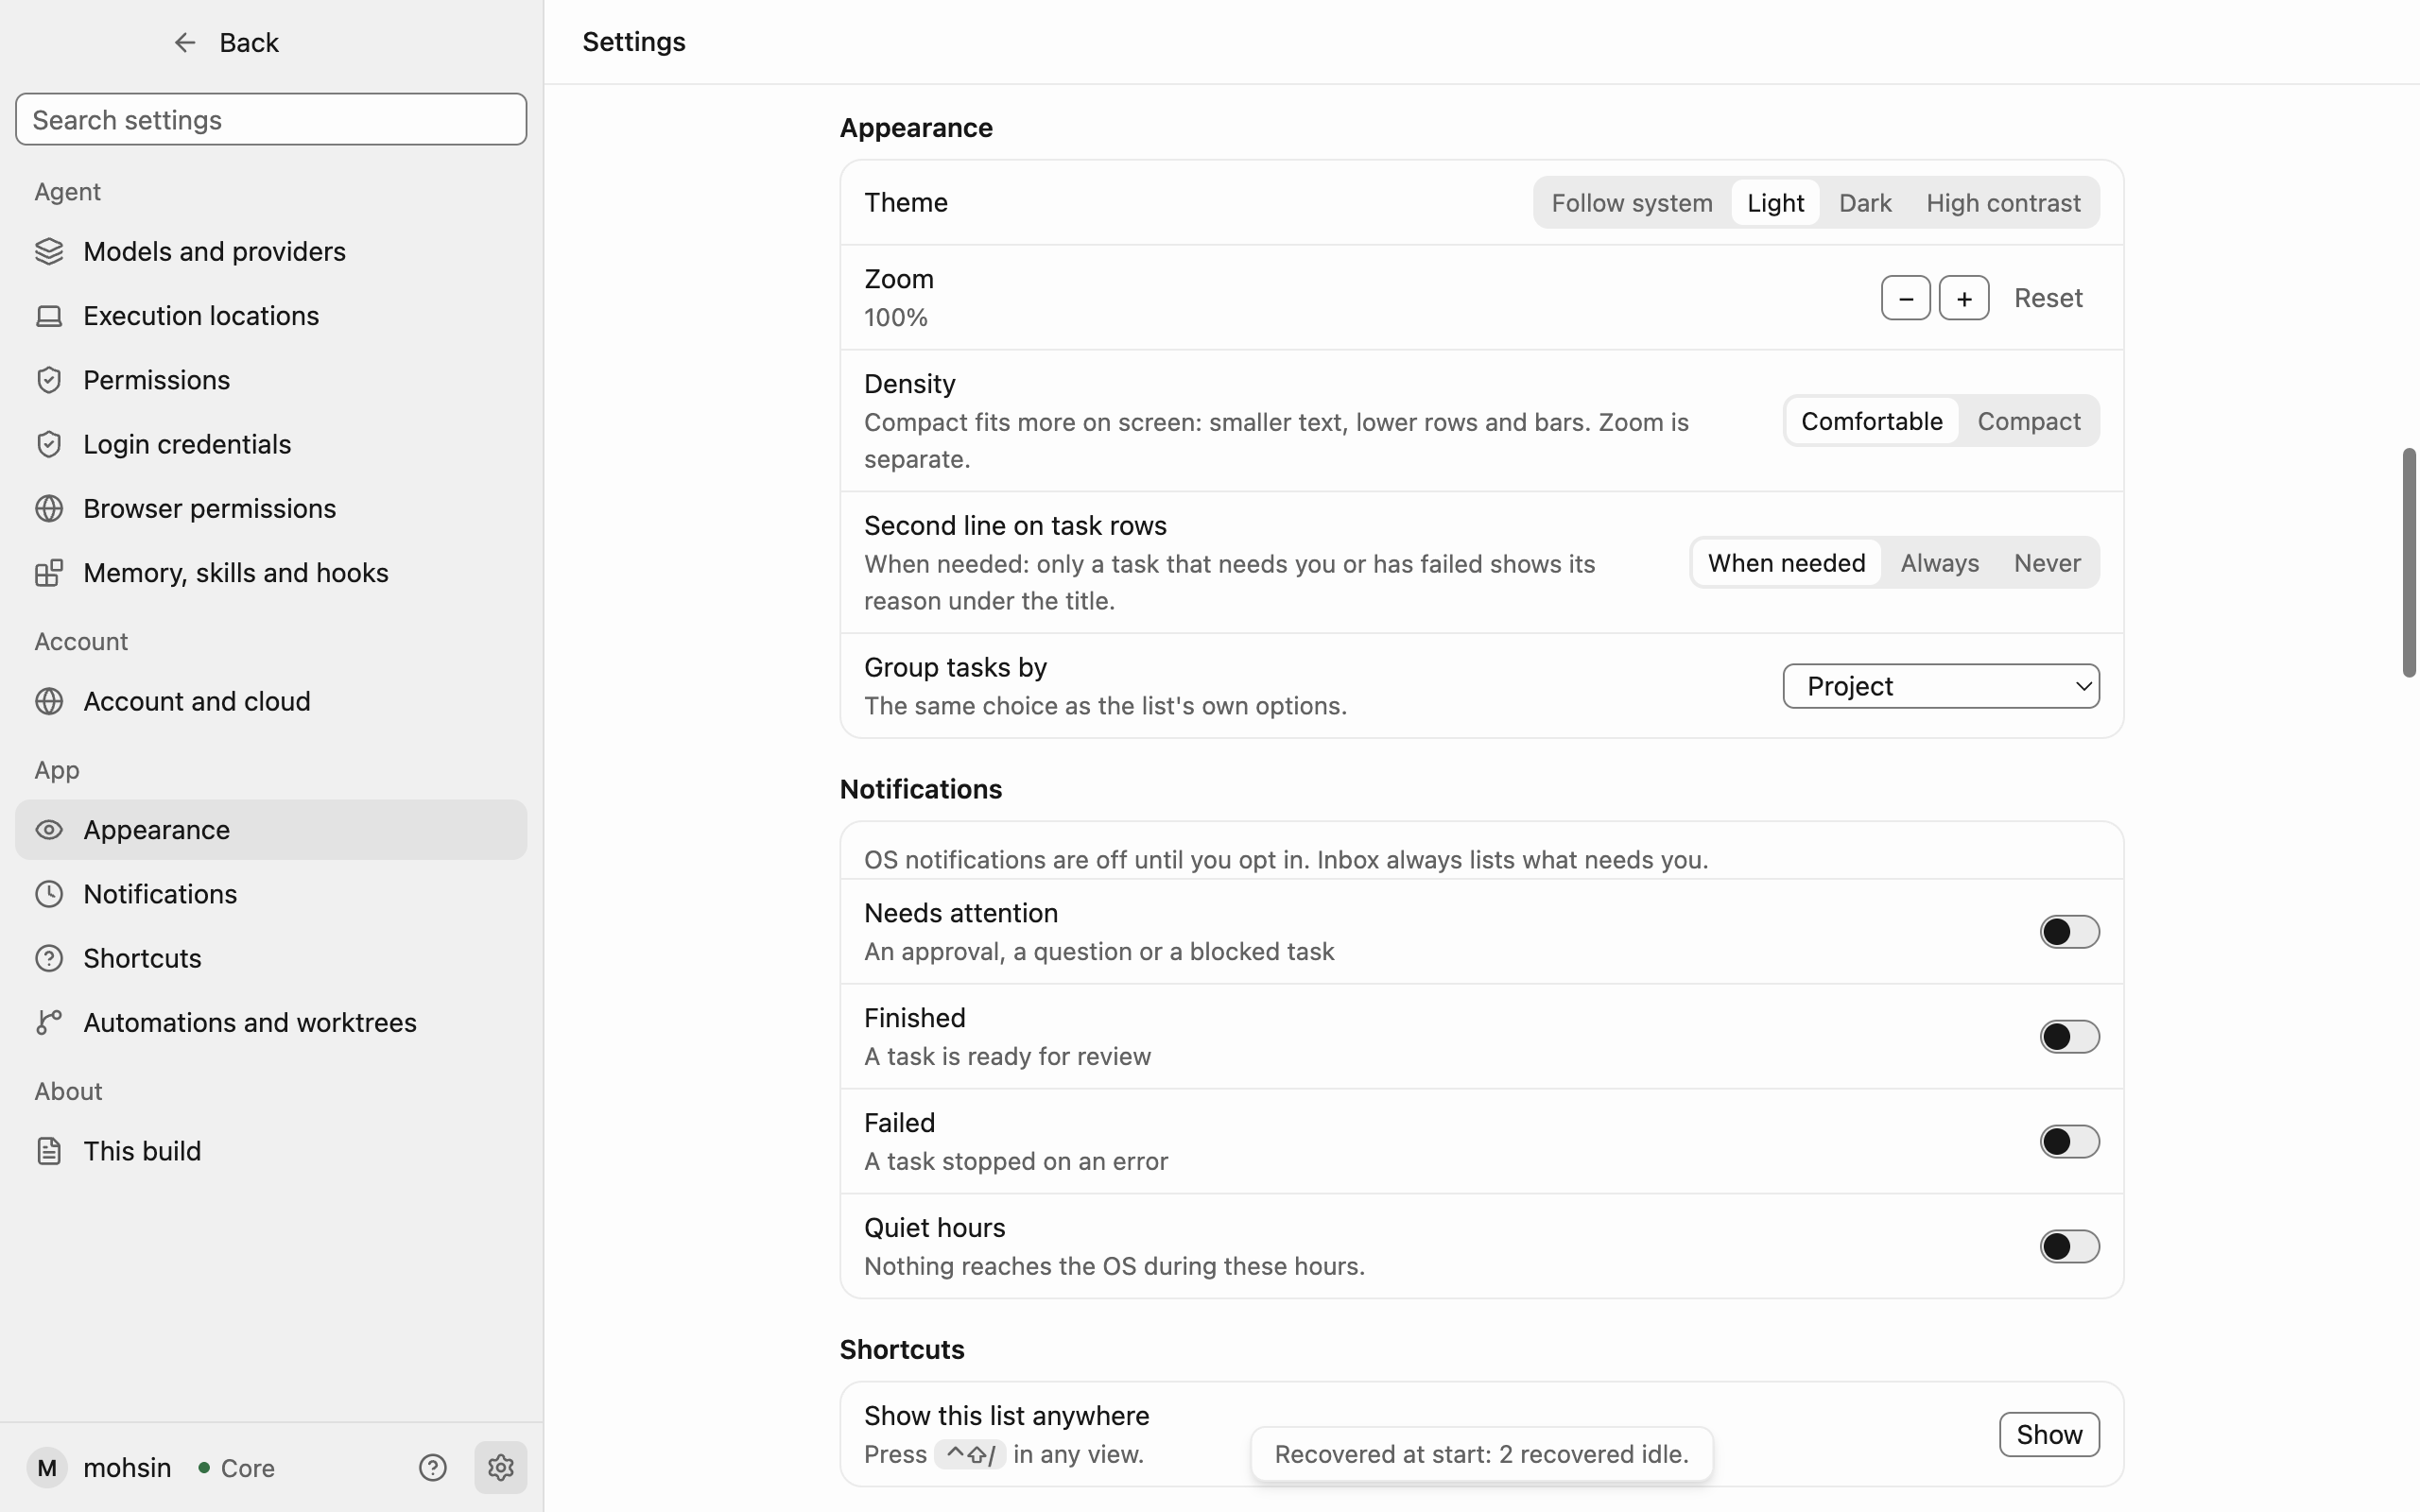 Back
Search settings
Agent
Models and providers
Execution locations
Permissions
Login credentials
Browser permissions
Memory, skills and hooks
Account
Account and cloud
App
Appearance
Notifications
Shortcuts
Automations and worktrees
About
This build
M mohsin Core
Settings
Appearance
Theme
Follow system Light Dark High contrast
Zoom
100%
− + Reset
Density
Compact fits more on screen: smaller text, lower rows and bars. Zoom is
separate.
Comfortable Compact
Second line on task rows
When needed: only a task that needs you or has failed shows its
reason under the title.
When needed Always Never
Group tasks by
The same choice as the list's own options.
Project
Notifications
OS notifications are off until you opt in. Inbox always lists what needs you.
Needs attention
An approval, a question or a blocked task
Finished
A task is ready for review
Failed
A task stopped on an error
Quiet hours
Nothing reaches the OS during these hours.
Shortcuts
Show this list anywhere
Press ⌃⇧/ in any view.
Show
Recovered at start: 2 recovered idle.